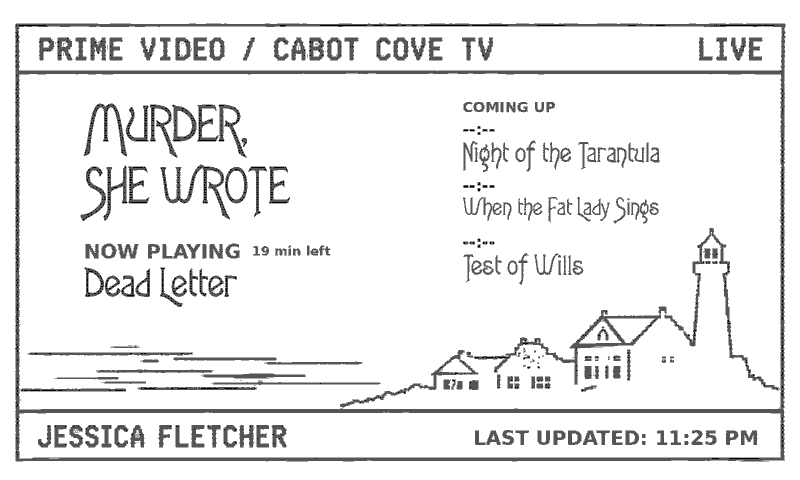 PRIME VIDEO / CABOT COVE TV
LIVE
MURDER,
SHE WROTE
NOW PLAYING 19 min left
Dead Letter
COMING UP
--:--
Night of the Tarantula
--:--
When the Fat Lady Sings
--:--
Test of Wills
JESSICA FLETCHER
LAST UPDATED: 11:25 PM